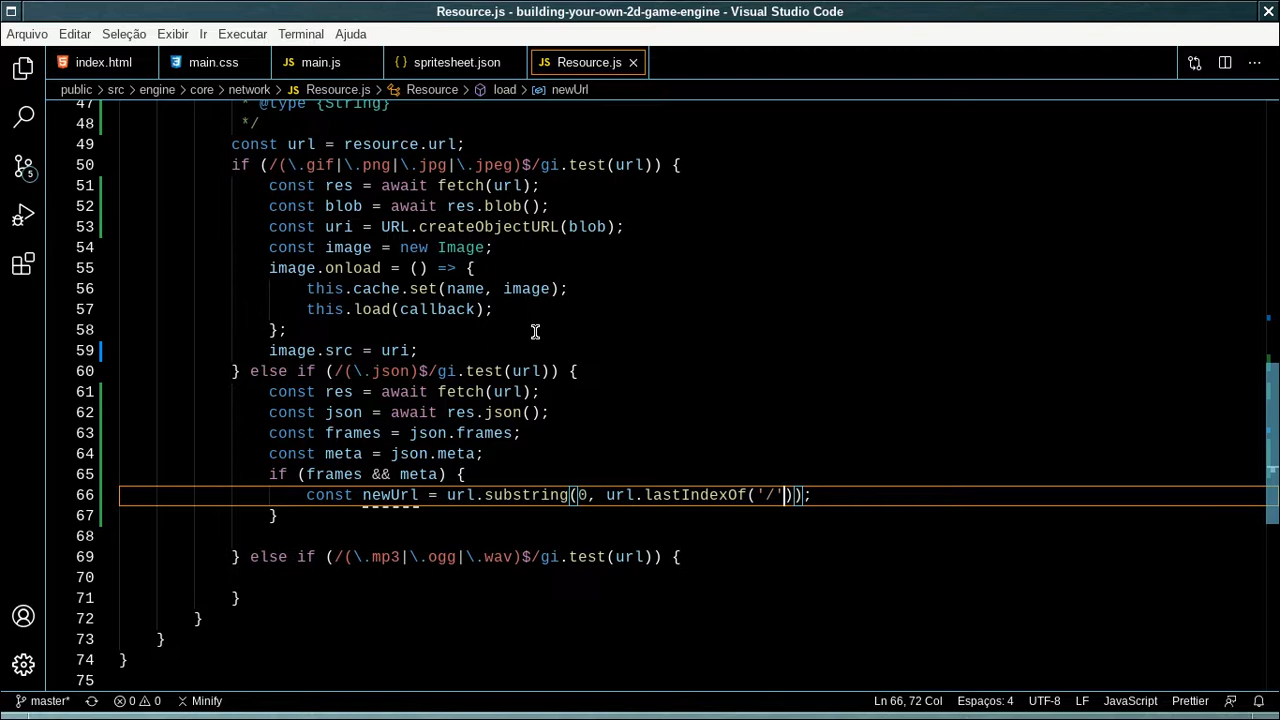 Resource.js - building-your-own-2d-game-engine - Visual Studio Code
Arquivo Editar Seleção Exibir Ir Executar Terminal Ajuda
index.html main.css JS main.js {} spritesheet.json JS Resource.js
public > src > engine > core > network > JS Resource.js > Resource > load > newUrl
47 * @type {String}
48 */
49 const url = resource.url;
50 if (/(\.gif|\.png|\.jpg|\.jpeg)$/gi.test(url)) {
51 const res = await fetch(url);
52 const blob = await res.blob();
53 const uri = URL.createObjectURL(blob);
54 const image = new Image;
55 image.onload = () => {
56 this.cache.set(name, image);
57 this.load(callback);
58 };
59 image.src = uri;
60 } else if (/(\.json)$/gi.test(url)) {
61 const res = await fetch(url);
62 const json = await res.json();
63 const frames = json.frames;
64 const meta = json.meta;
65 if (frames && meta) {
66 const newUrl = url.substring(0, url.lastIndexOf('/'));
67 }
68
69 } else if (/(\.mp3|\.ogg|\.wav)$/gi.test(url)) {
70
71 }
72 }
73 }
74 }
75
5
master* 0 0 Minify Ln 66, 72 Col Espaços: 4 UTF-8 LF JavaScript Prettier